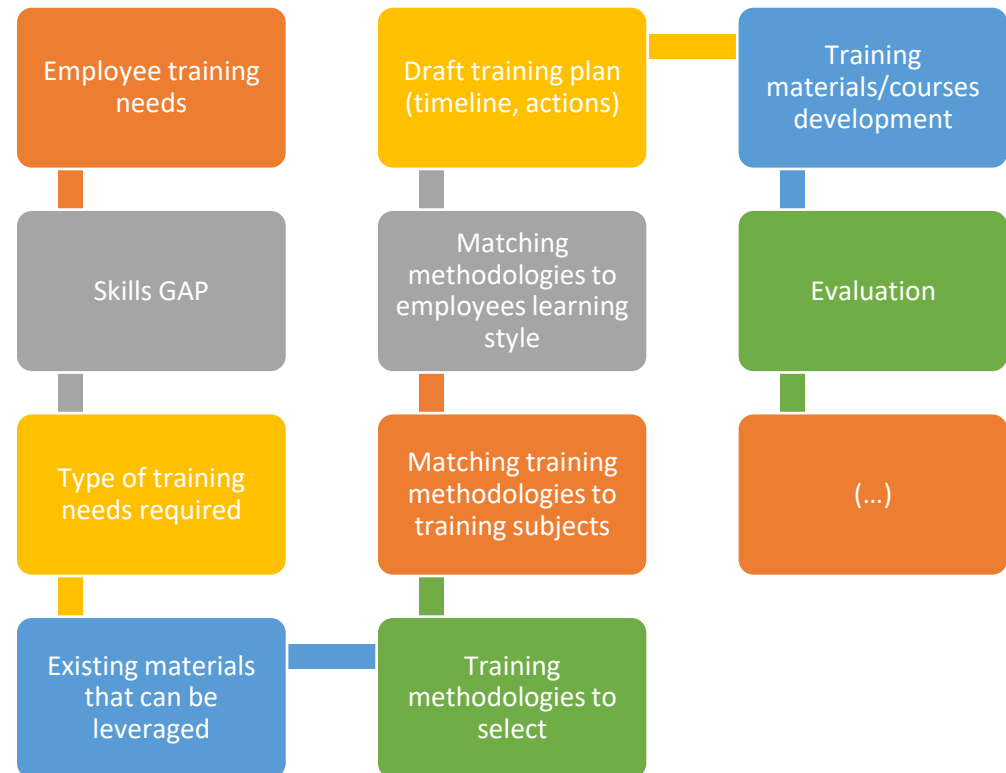 Employee training
needs
Skills GAP
Type of training
needs required
Existing materials
that can be
leveraged
Training
methodologies to
select
Matching training
methodologies to
training subjects
Matching
methodologies to
employees learning
style
Draft training plan
(timeline, actions)
Training
materials/courses
development
Evaluation
(…)